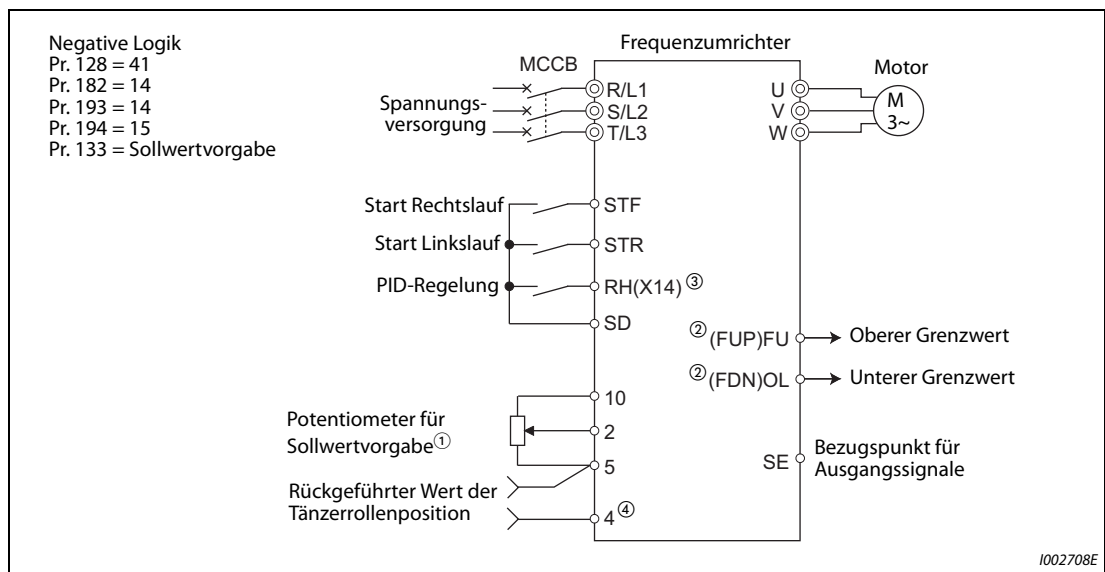 Negative Logik
Pr. 128 = 41
Pr. 182 = 14
Pr. 193 = 14
Pr. 194 = 15
Pr. 133 = Sollwertvorgabe
Frequenzumrichter
MCCB
Motor
Spannungs-
versorgung
R/L1
S/L2
T/L3
U
V
W
M
3~
Start Rechtslauf
STF
Start Linkslauf
STR
PID-Regelung
RH(X14) ③
SD
② (FUP)FU
Oberer Grenzwert
② (FDN)OL
Unterer Grenzwert
10
Potentiometer für
Sollwertvorgabe①
2
5
SE
Bezugspunkt für
Ausgangssignale
Rückgeführter Wert der
Tänzerrollenposition
4④
I002708E